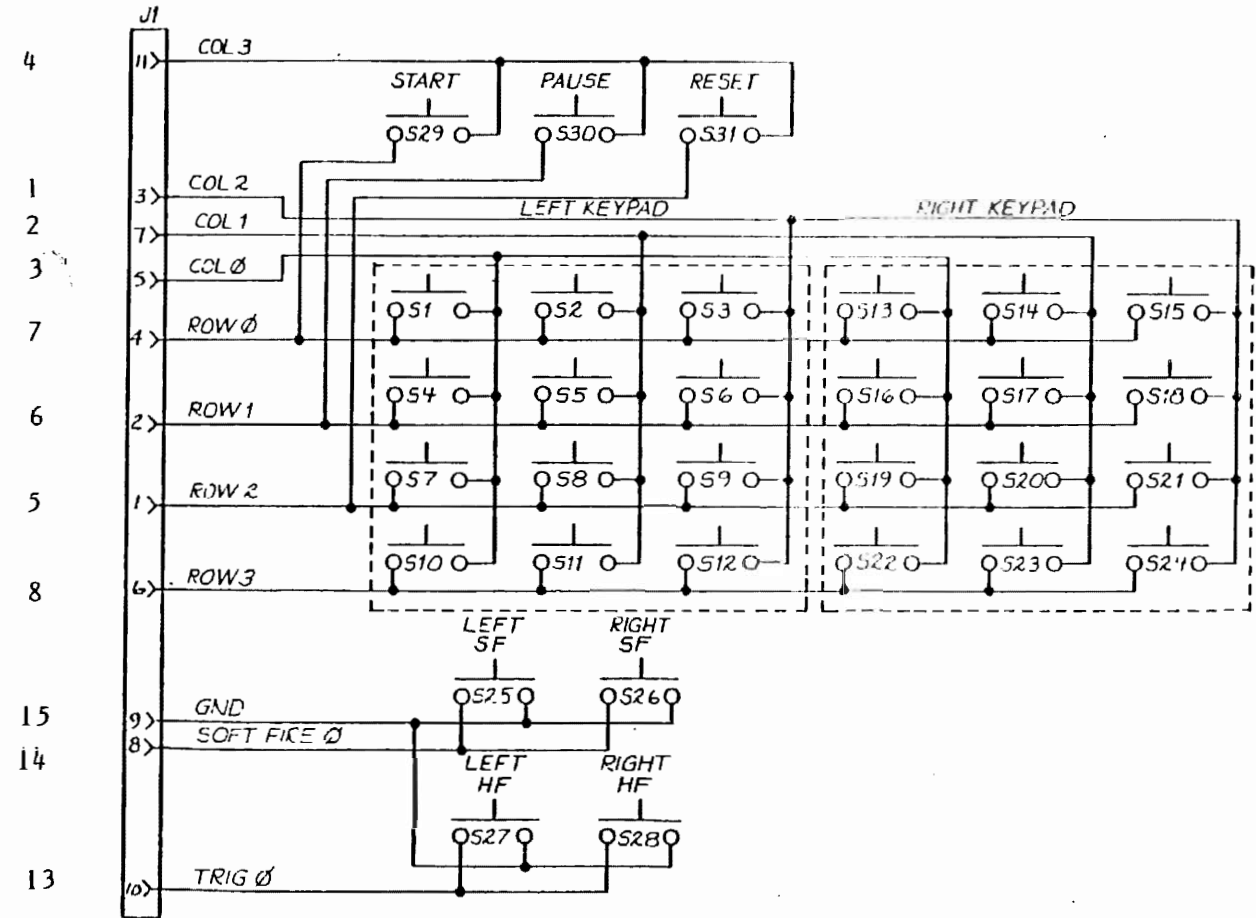 J1
4 11 COL 3
START PAUSE RESET
S29 S30 S31
1 3 COL 2
LEFT KEYPAD RIGHT KEYPAD
2 7 COL 1
3 5 COL Ø
S1 S2 S3 S13 S14 S15
7 4 ROW Ø
S4 S5 S6 S16 S17 S18
6 2 ROW 1
S7 S8 S9 S19 S20 S21
5 1 ROW 2
S10 S11 S12 S22 S23 S24
8 6 ROW 3
LEFT SF
RIGHT SF
S25 S26
15 9 GND
14 8 SOFT FIRE Ø
LEFT HF
RIGHT HF
S27 S28
13 10 TRIG Ø